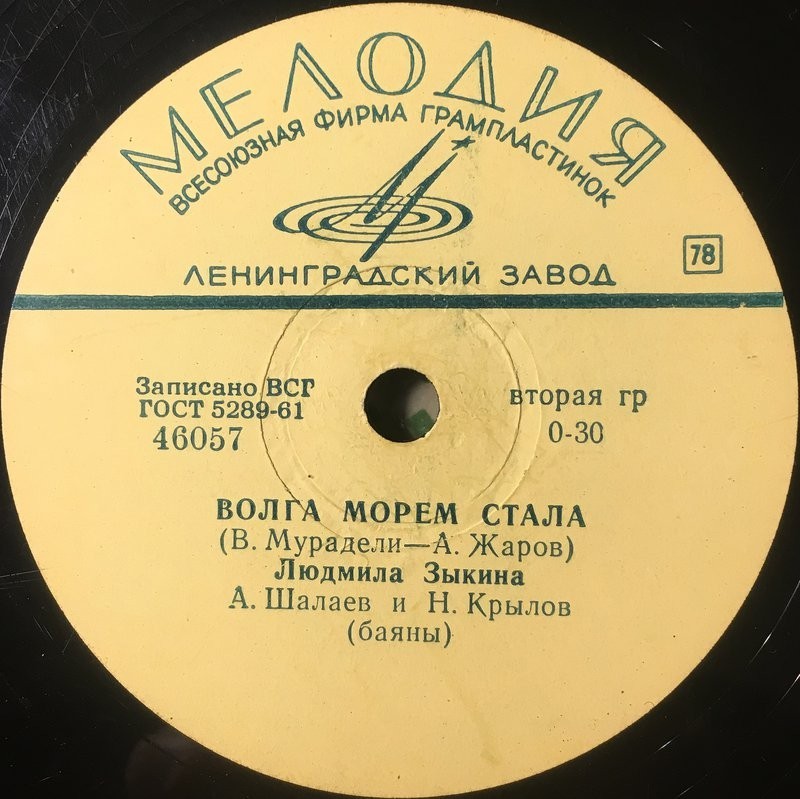 МЕЛОДИЯ
ВСЕСОЮЗНАЯ ФИРМА ГРАМПЛАСТИНОК
ЛЕНИНГРАДСКИЙ ЗАВОД
78
Записано ВСГ
ГОСТ 5289-61
46057
вторая гр
0-30
ВОЛГА МОРЕМ СТАЛА
(В. Мурадели—А. Жаров)
Людмила Зыкина
А. Шалаев и Н. Крылов
(баяны)